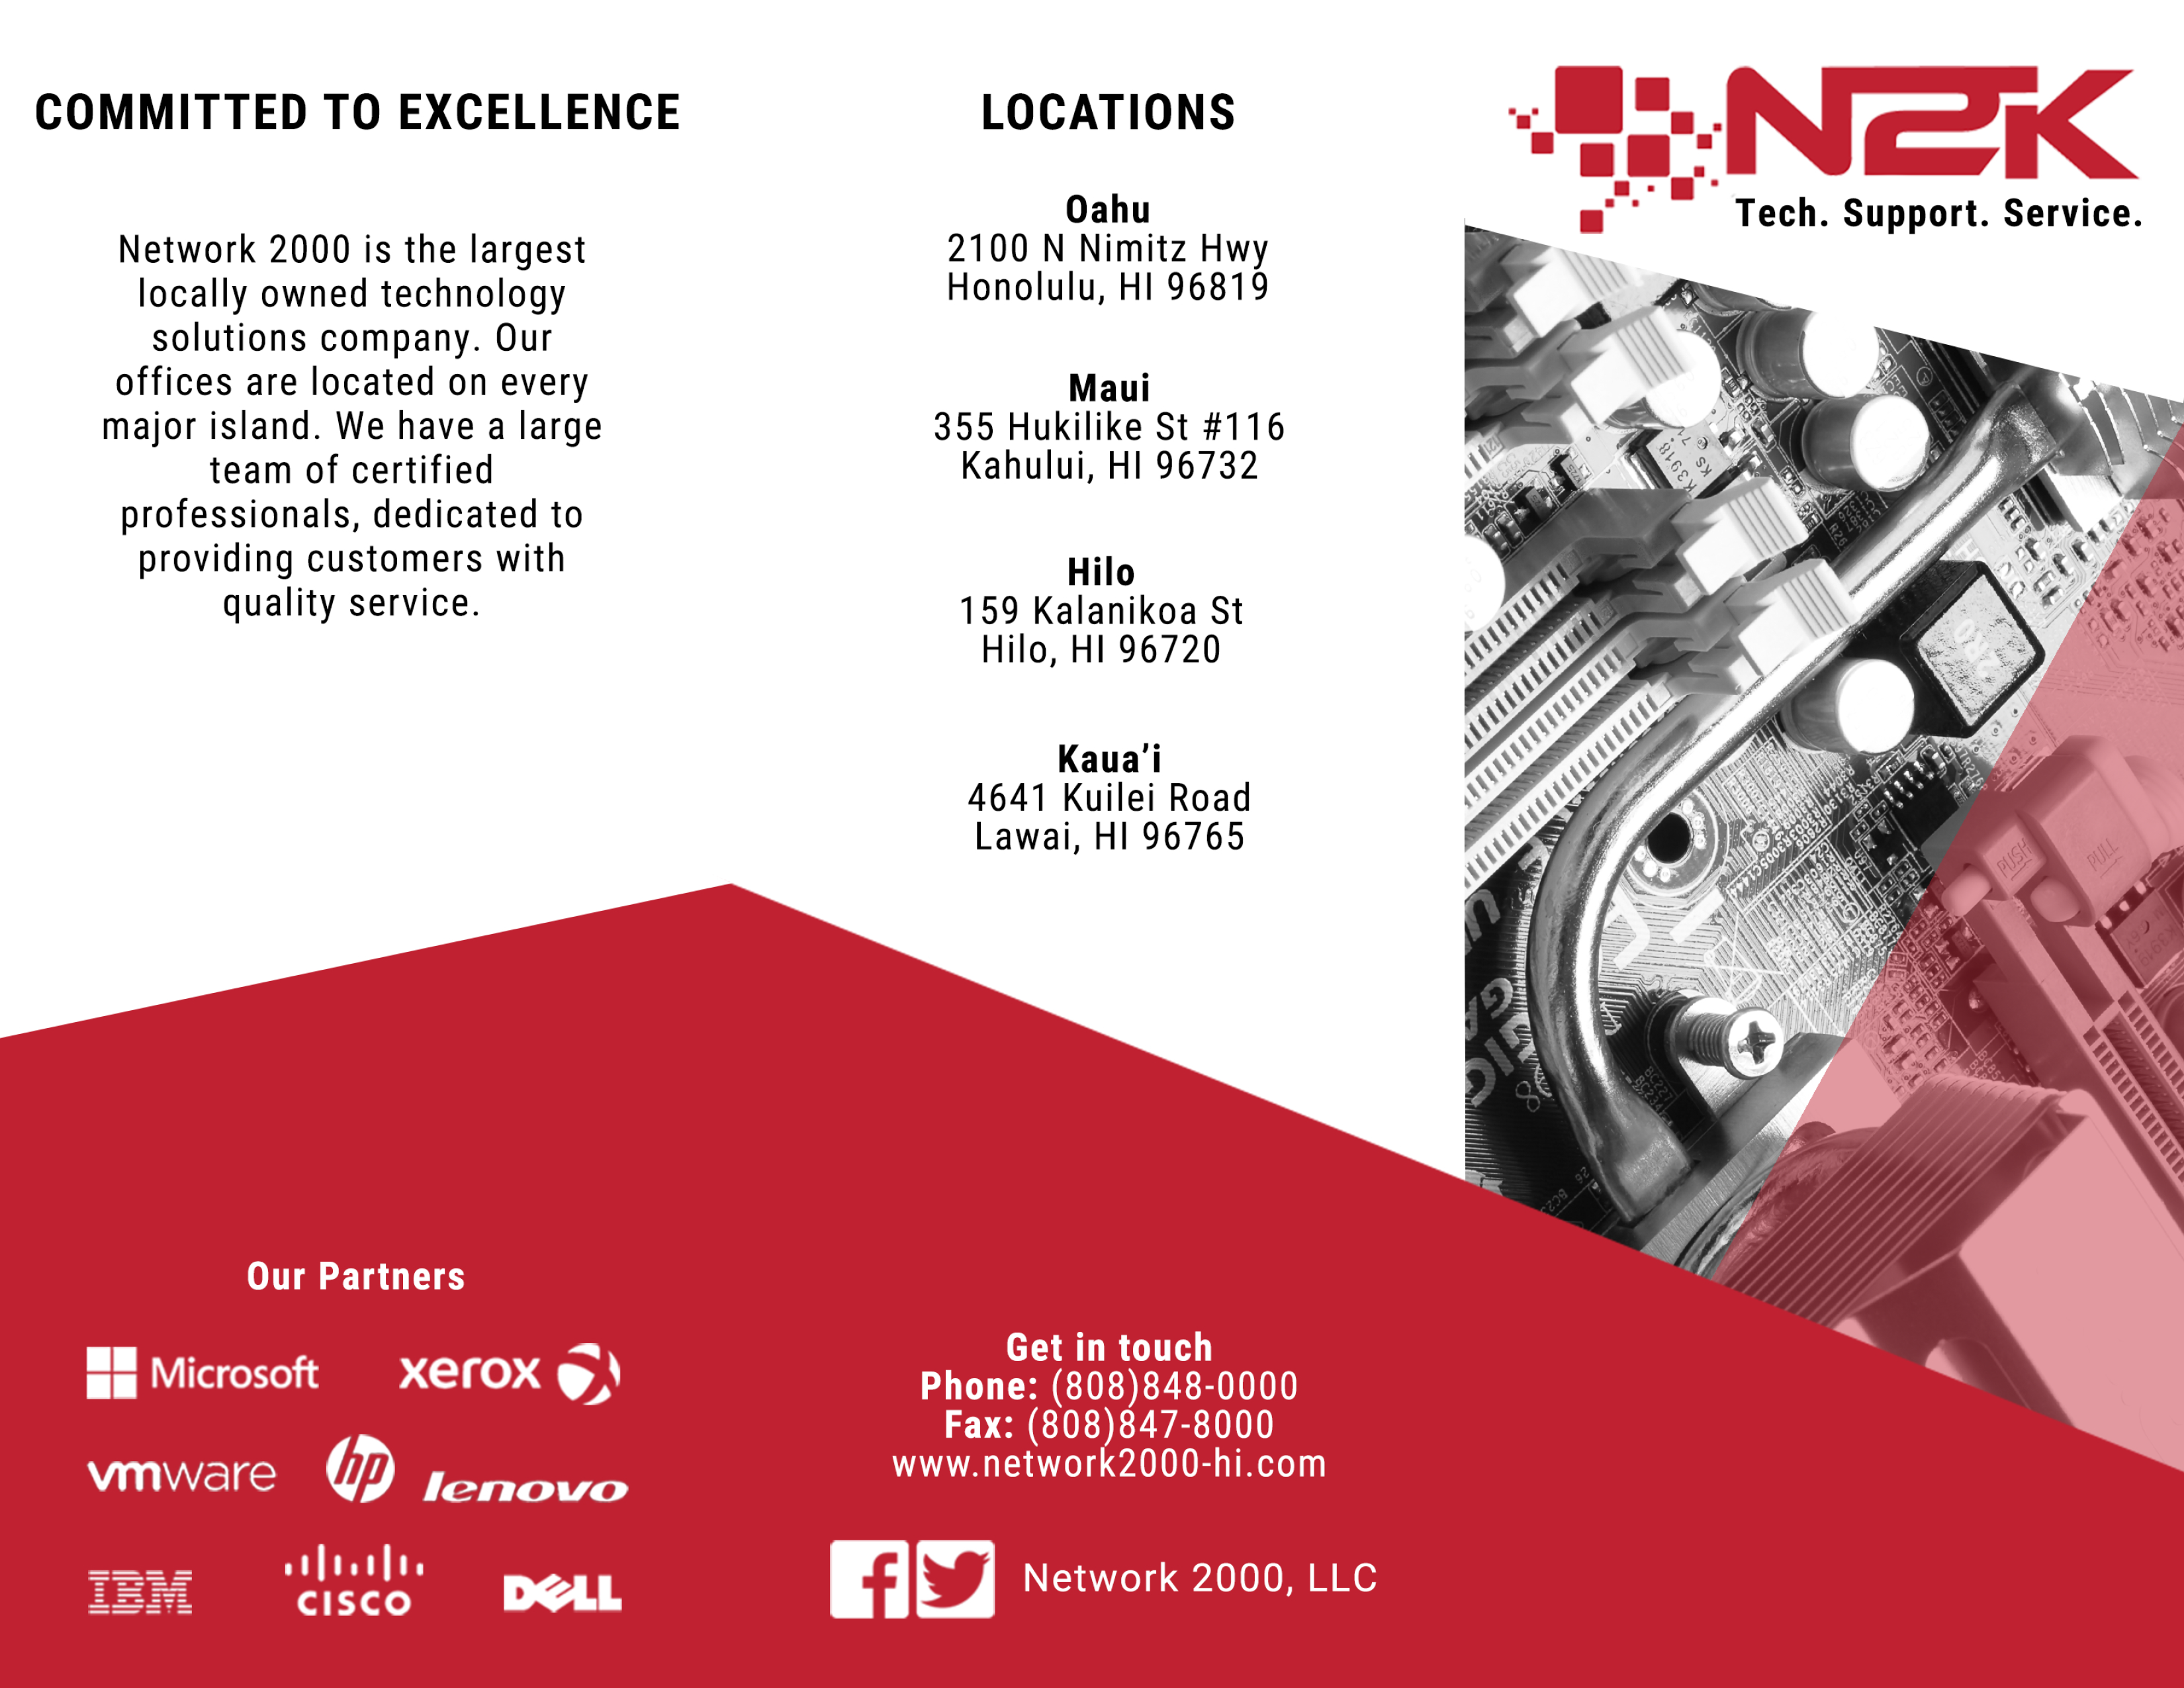 COMMITTED TO EXCELLENCE
Network 2000 is the largest
locally owned technology
solutions company. Our
offices are located on every
major island. We have a large
team of certified
professionals, dedicated to
providing customers with
quality service.
Our Partners
Microsoft
xerox
vmware
hp
lenovo
IBM
CISCO
DELL
LOCATIONS
Oahu
2100 N Nimitz Hwy
Honolulu, HI 96819
Maui
355 Hukilike St #116
Kahului, HI 96732
Hilo
159 Kalanikoa St
Hilo, HI 96720
Kaua’i
4641 Kuilei Road
Lawai, HI 96765
Get in touch
Phone: (808)848-0000
Fax: (808)847-8000
www.network2000-hi.com
Network 2000, LLC
N2K
Tech. Support. Service.
2R0
PUSH
PULL